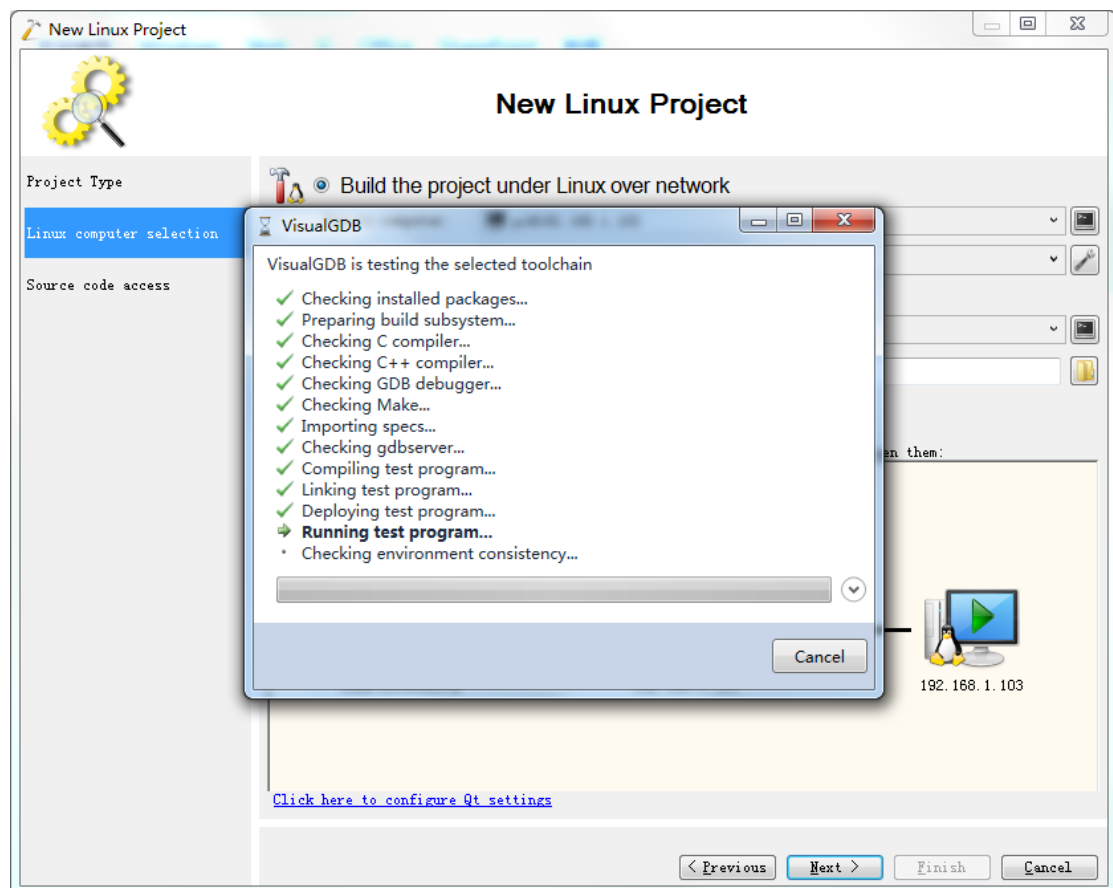 New Linux Project
New Linux Project
Project Type
Linux computer selection
Source code access
Build the project under Linux over network
VisualGDB
VisualGDB is testing the selected toolchain
Checking installed packages...
Preparing build subsystem...
Checking C compiler...
Checking C++ compiler...
Checking GDB debugger...
Checking Make...
Importing specs...
Checking gdbserver...
Compiling test program...
Linking test program...
Deploying test program...
Running test program...
Checking environment consistency...
Cancel
en them:
192.168.1.103
Click here to configure Qt settings
< Previous
Next >
Finish
Cancel